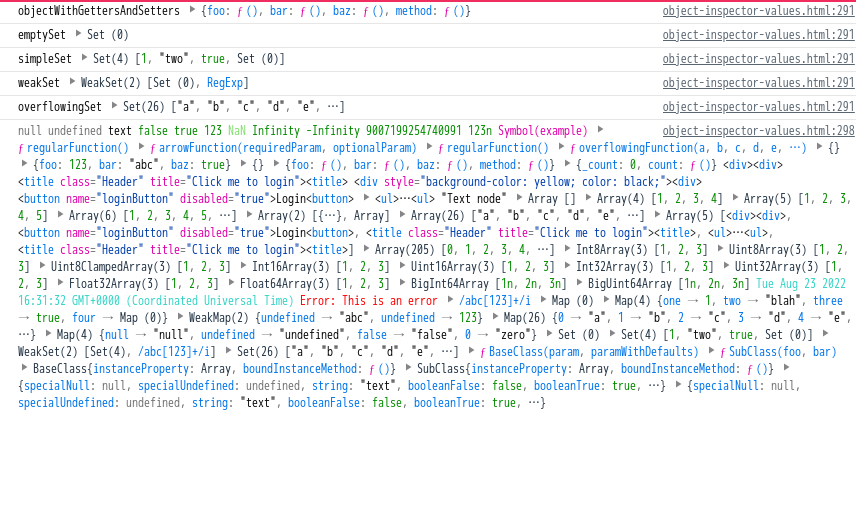 objectWithGettersAndSetters ▶ {foo: ƒ (), bar: ƒ (), baz: ƒ (), method: ƒ ()} object-inspector-values.html:291
emptySet ▶ Set (0) object-inspector-values.html:291
simpleSet ▶ Set(4) [1, "two", true, Set (0)] object-inspector-values.html:291
weakSet ▶ WeakSet(2) [Set (0), RegExp] object-inspector-values.html:291
overflowingSet ▶ Set(26) ["a", "b", "c", "d", "e", …] object-inspector-values.html:291
null undefined text false true 123 NaN Infinity -Infinity 9007199254740991 123n Symbol(example) ▶ object-inspector-values.html:298
ƒ regularFunction() ▶ ƒ arrowFunction(requiredParam, optionalParam) ▶ ƒ regularFunction() ▶ ƒ overflowingFunction(a, b, c, d, e, …) ▶ {}
▶ {foo: 123, bar: "abc", baz: true} ▶ {} ▶ {foo: ƒ (), bar: ƒ (), baz: ƒ (), method: ƒ ()} ▶ {_count: 0, count: ƒ ()} <div><div>
<title class="Header" title="Click me to login"><title> <div style="background-color: yellow; color: black;"><div>
<button name="loginButton" disabled="true">Login<button> ▶ <ul>…<ul> "Text node" ▶ Array [] ▶ Array(4) [1, 2, 3, 4] ▶ Array(5) [1, 2, 3,
4, 5] ▶ Array(6) [1, 2, 3, 4, 5, …] ▶ Array(2) [{…}, Array] ▶ Array(26) ["a", "b", "c", "d", "e", …] ▶ Array(5) [<div><div>,
<button name="loginButton" disabled="true">Login<button>, <title class="Header" title="Click me to login"><title>, <ul>…<ul>,
<title class="Header" title="Click me to login"><title>] ▶ Array(205) [0, 1, 2, 3, 4, …] ▶ Int8Array(3) [1, 2, 3] ▶ Uint8Array(3) [1, 2,
3] ▶ Uint8ClampedArray(3) [1, 2, 3] ▶ Int16Array(3) [1, 2, 3] ▶ Uint16Array(3) [1, 2, 3] ▶ Int32Array(3) [1, 2, 3] ▶ Uint32Array(3) [1,
2, 3] ▶ Float32Array(3) [1, 2, 3] ▶ Float64Array(3) [1, 2, 3] ▶ BigInt64Array [1n, 2n, 3n] ▶ BigUint64Array [1n, 2n, 3n] Tue Aug 23 2022
16:31:32 GMT+0000 (Coordinated Universal Time) Error: This is an error ▶ /abc[123]+/i ▶ Map (0) ▶ Map(4) {one → 1, two → "blah", three
→ true, four → Map (0)} ▶ WeakMap(2) {undefined → "abc", undefined → 123} ▶ Map(26) {0 → "a", 1 → "b", 2 → "c", 3 → "d", 4 → "e",
…} ▶ Map(4) {null → "null", undefined → "undefined", false → "false", 0 → "zero"} ▶ Set (0) ▶ Set(4) [1, "two", true, Set (0)] ▶
WeakSet(2) [Set(4), /abc[123]+/i] ▶ Set(26) ["a", "b", "c", "d", "e", …] ▶ ƒ BaseClass(param, paramWithDefaults) ▶ ƒ SubClass(foo, bar)
▶ BaseClass{instanceProperty: Array, boundInstanceMethod: ƒ ()} ▶ SubClass{instanceProperty: Array, boundInstanceMethod: ƒ ()} ▶
{specialNull: null, specialUndefined: undefined, string: "text", booleanFalse: false, booleanTrue: true, …} ▶ {specialNull: null,
specialUndefined: undefined, string: "text", booleanFalse: false, booleanTrue: true, …}